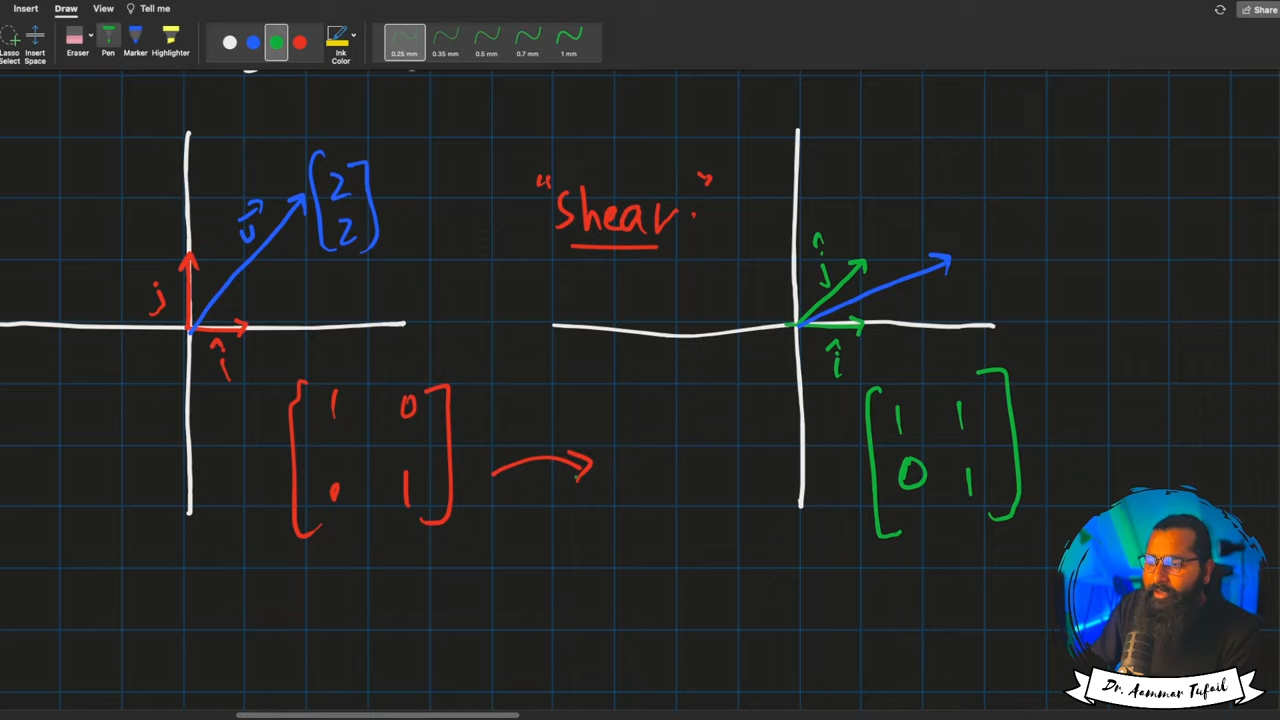 Insert Draw View Tell me
Share
Lasso Select
Insert Space
Eraser
Pen
Marker
Highlighter
Ink Color
0.25 mm
0.35 mm
0.5 mm
0.7 mm
1 mm
v
2
2
j
î
1 0
0 1
"Shear."
ĵ
î
1 1
0 1
Dr. Aammar Tufail